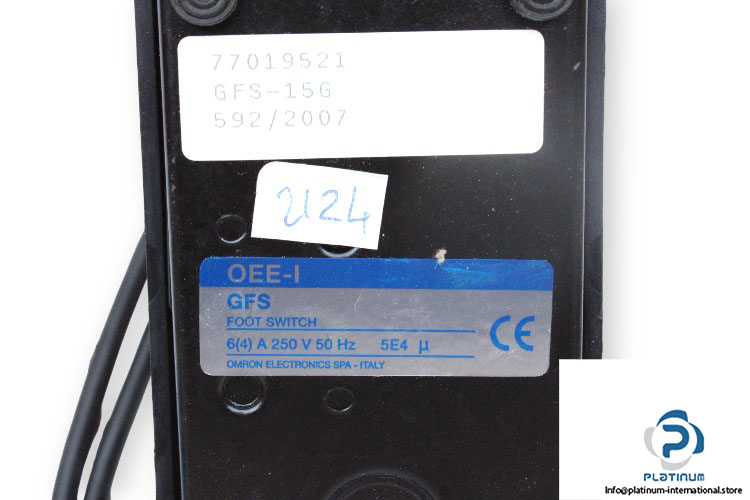 77019521
GFS-15G
592/2007
2124
OEE-I
GFS
FOOT SWITCH
6(4) A 250 V 50 Hz 5E4 µ
CE
OMRON ELECTRONICS SPA - ITALY
PLATINUM
Info@platinum-international.store